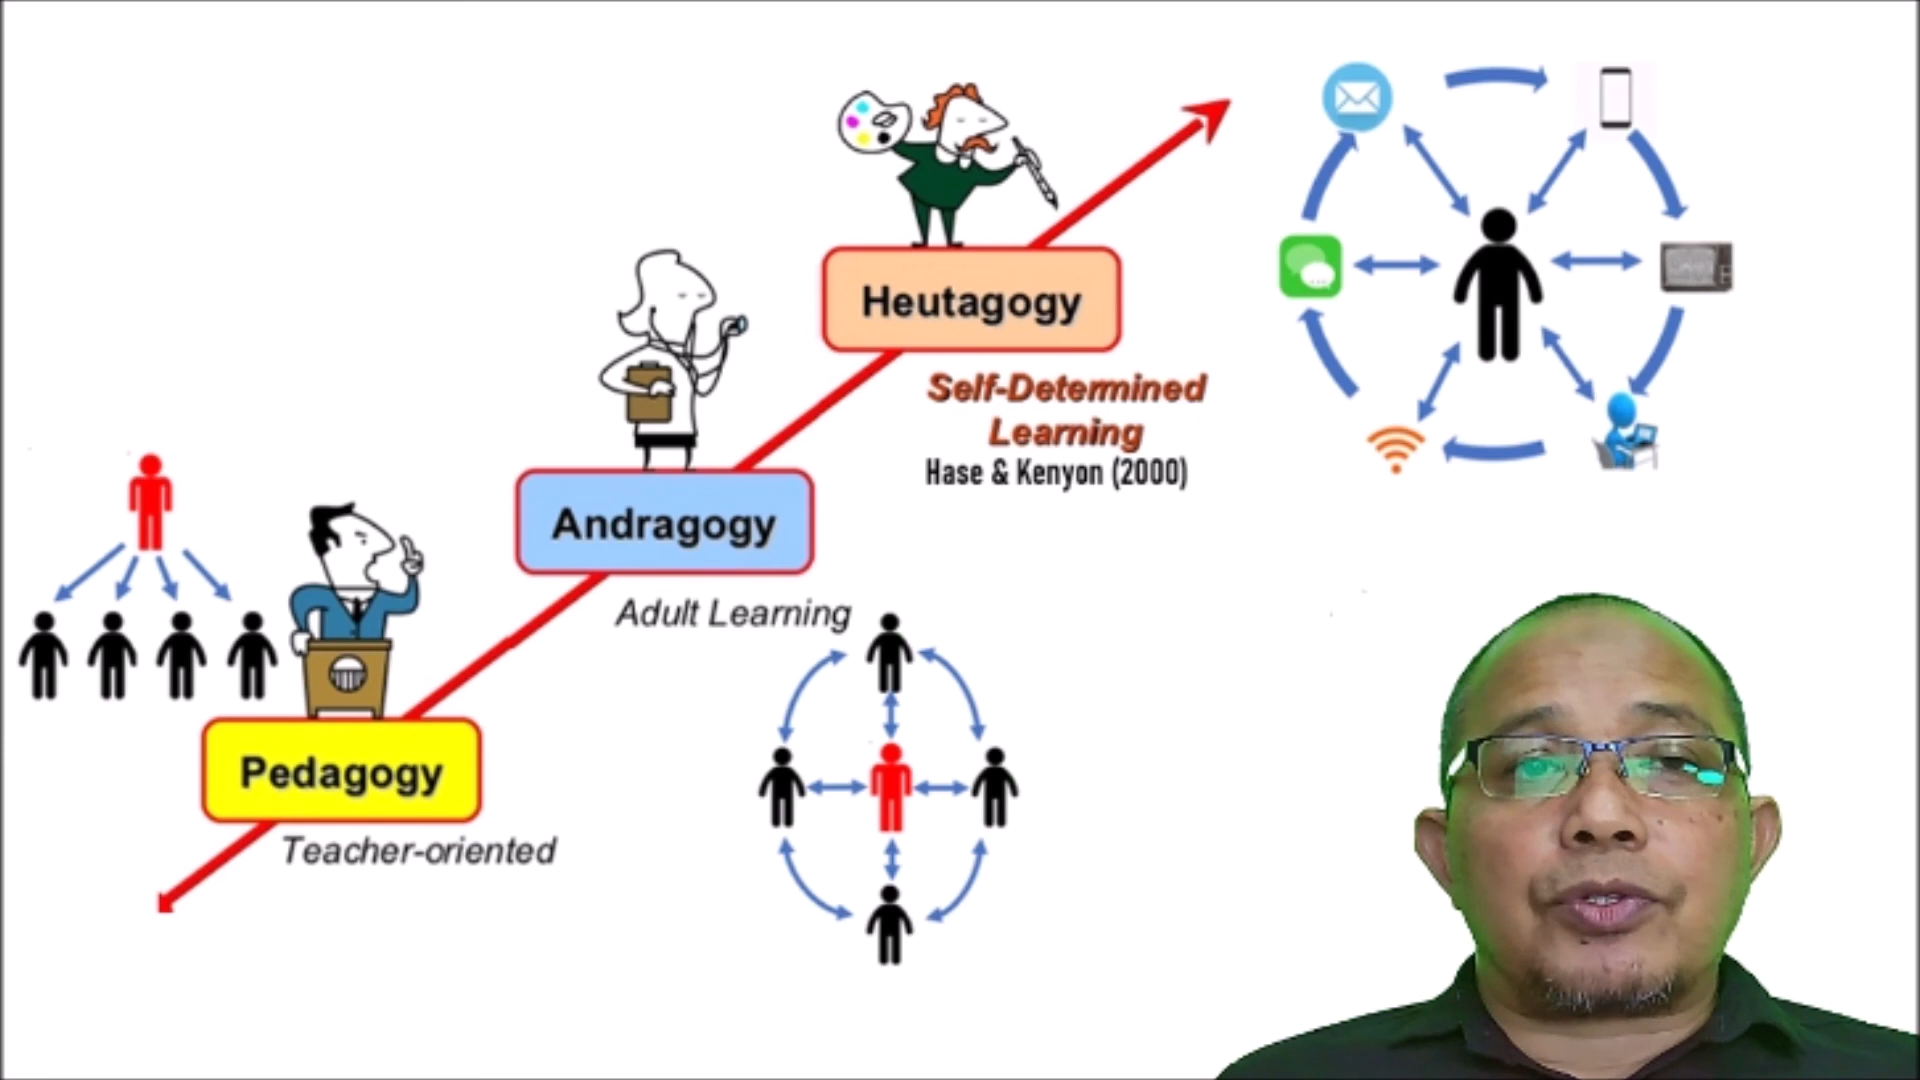 Heutagogy
Self-Determined
Learning
Hase & Kenyon (2000)
Andragogy
Adult Learning
Pedagogy
Teacher-oriented